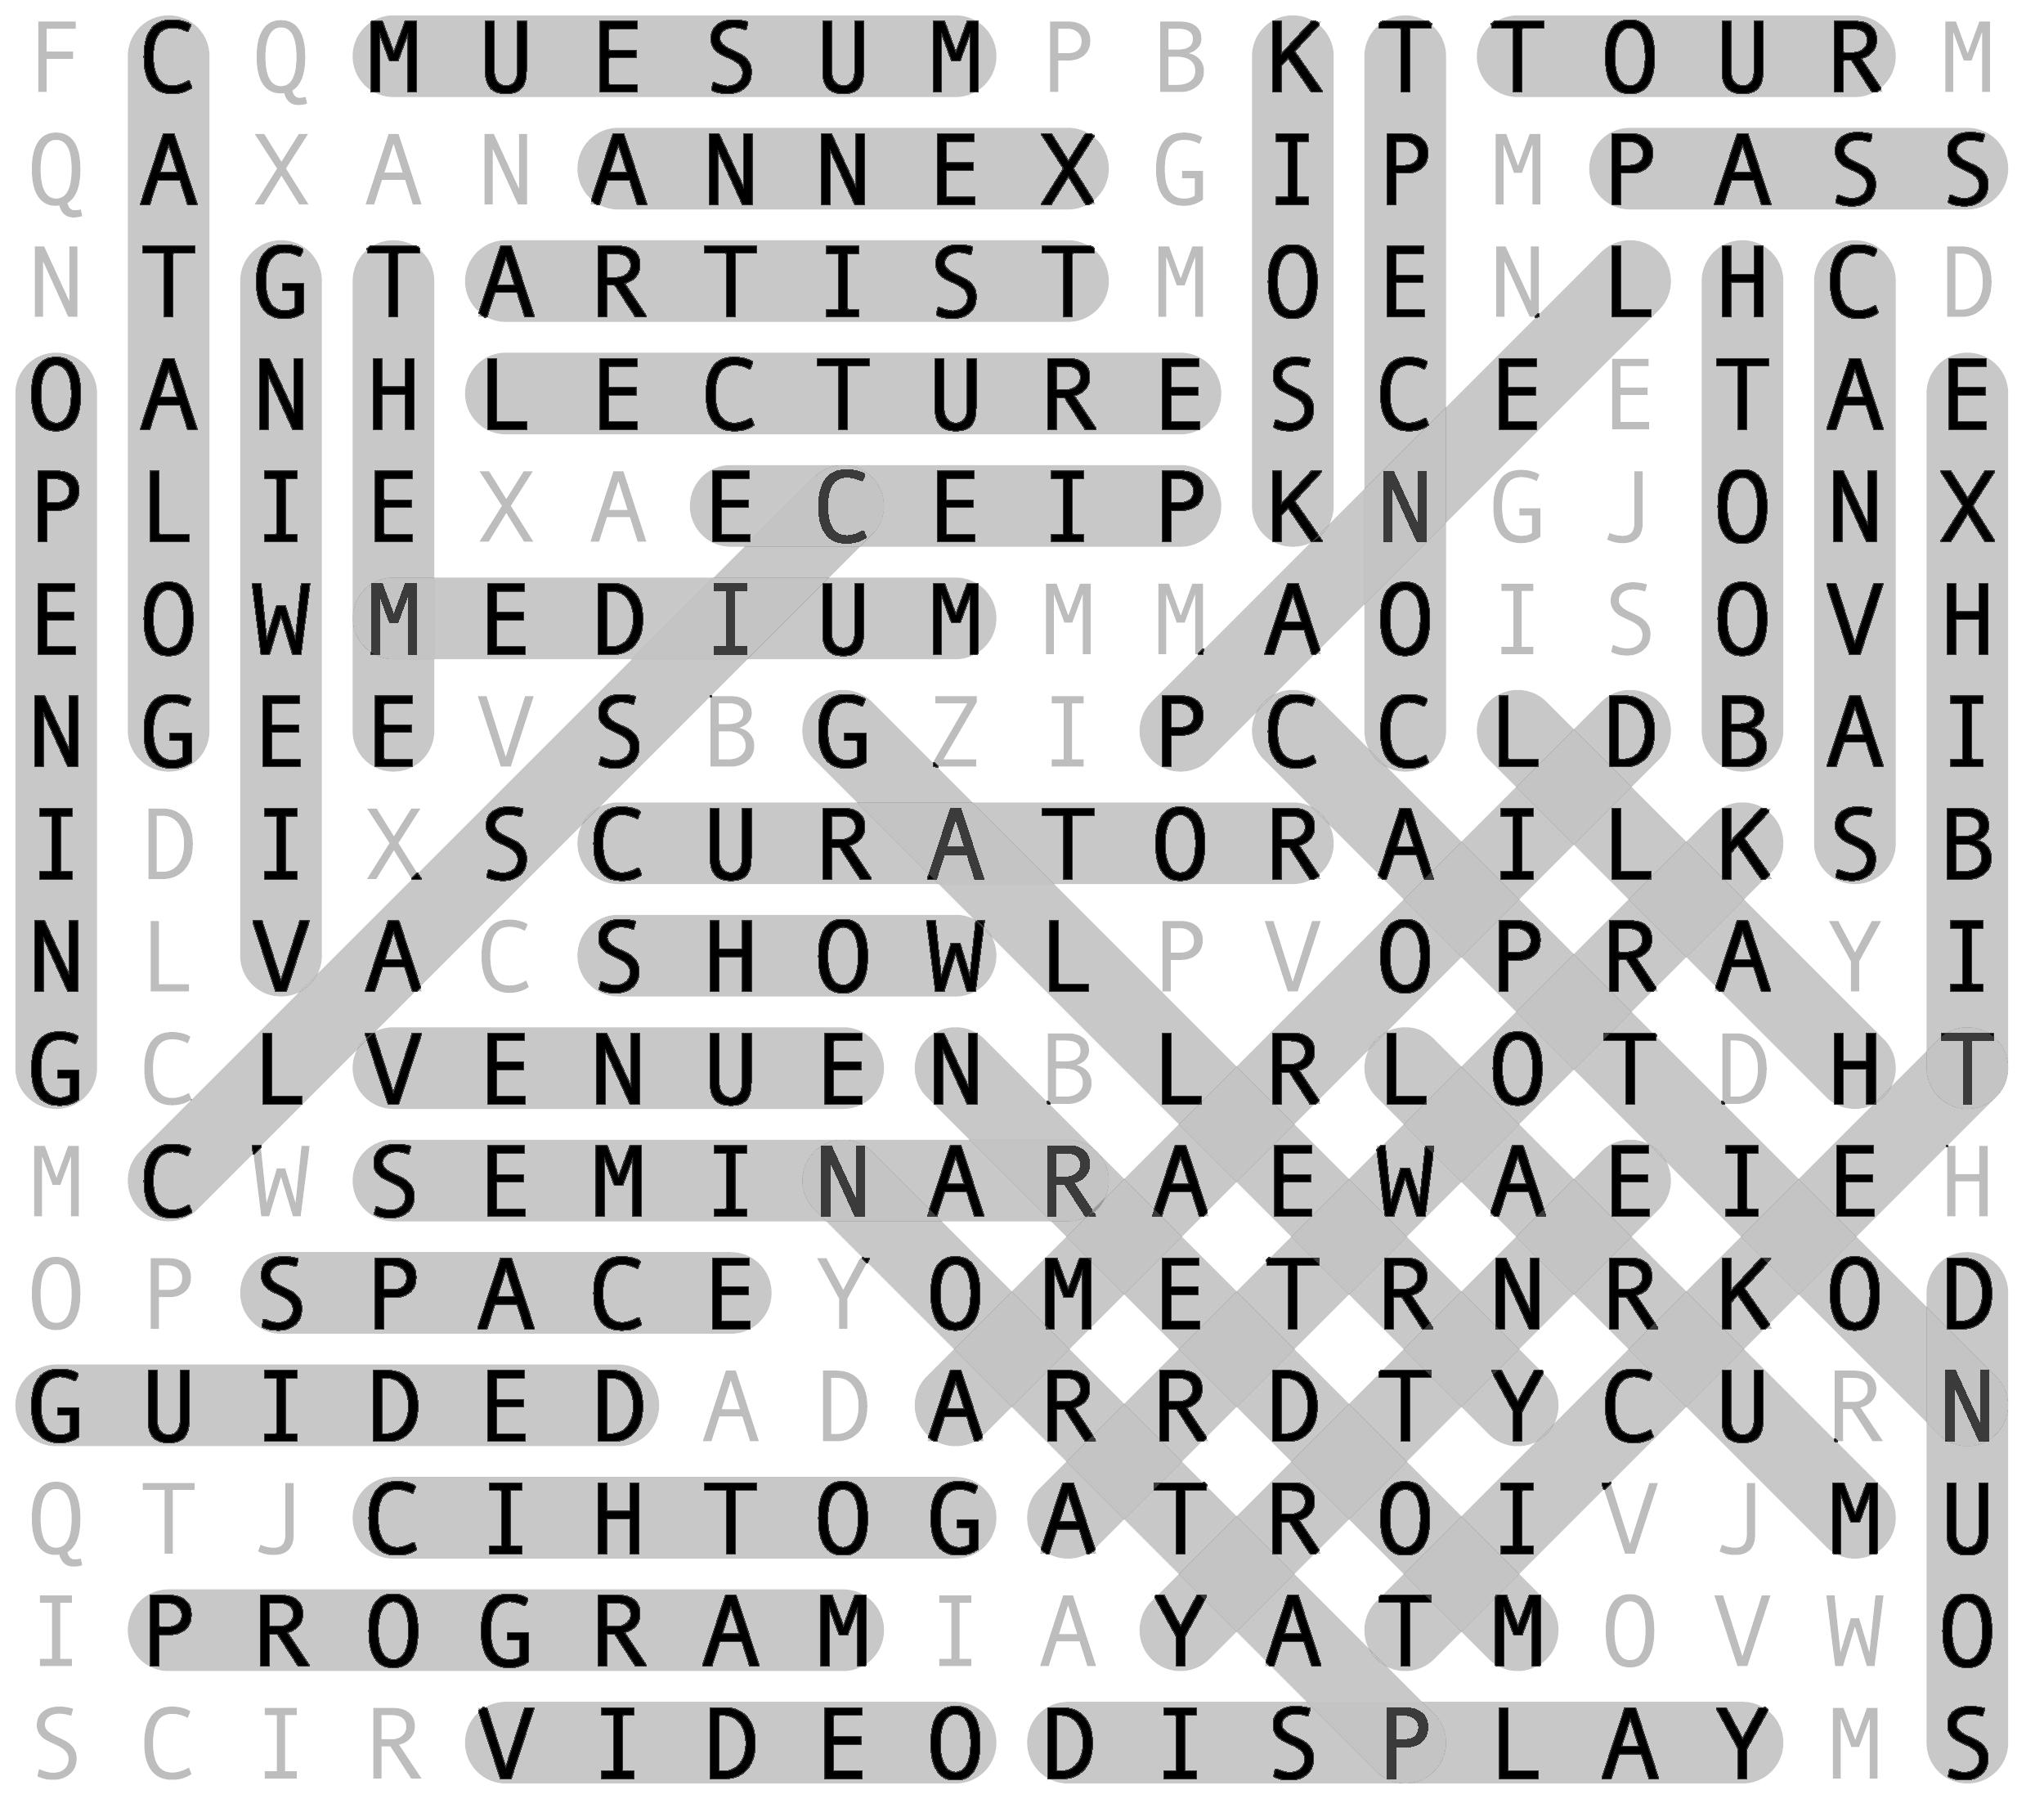 F C Q M U E S U M P B K T T O U R M
Q A X A N A N N E X G I P M P A S S
N T G T A R T I S T M O E N L H C D
O A N H L E C T U R E S C E E T A E
P L I E X A E C E I P K N G J O N X
E O W M E D I U M M M A O I S O V H
N G E E V S B G Z I P C C L D B A I
I D I X S C U R A T O R A I L K S B
N L V A C S H O W L P V O P R A Y I
G C L V E N U E N B L R L O T D H T
M C W S E M I N A R A E W A E I E H
O P S P A C E Y O M E T R N R K O D
G U I D E D A D A R R D T Y C U R N
Q T J C I H T O G A T R O I V J M U
I P R O G R A M I A Y A T M O V W O
S C I R V I D E O D I S P L A Y M S